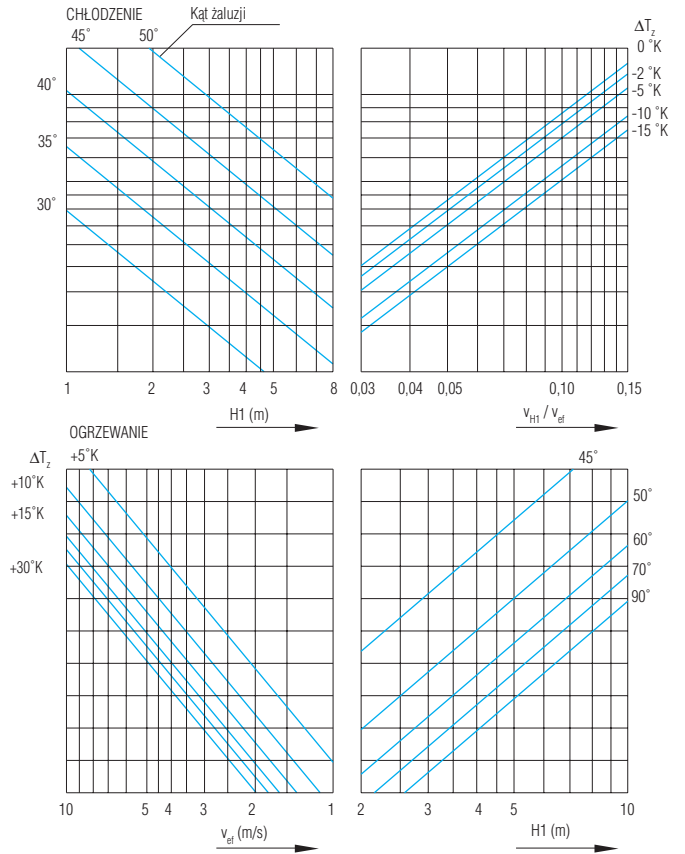 CHŁODZENIE
Kąt żaluzji
45˚ 50˚
40˚
35˚
30˚
1 2 3 4 5 8
H1 (m)
ΔTz
0 ˚K
-2 ˚K
-5 ˚K
-10 ˚K
-15 ˚K
0,03 0,04 0,05 0,10 0,15
vH1 / vef
OGRZEWANIE
ΔTz +5˚K
+10˚K
+15˚K
+30˚K
10 5 4 3 2 1
vef (m/s)
45˚
50˚
60˚
70˚
90˚
2 3 4 5 10
H1 (m)